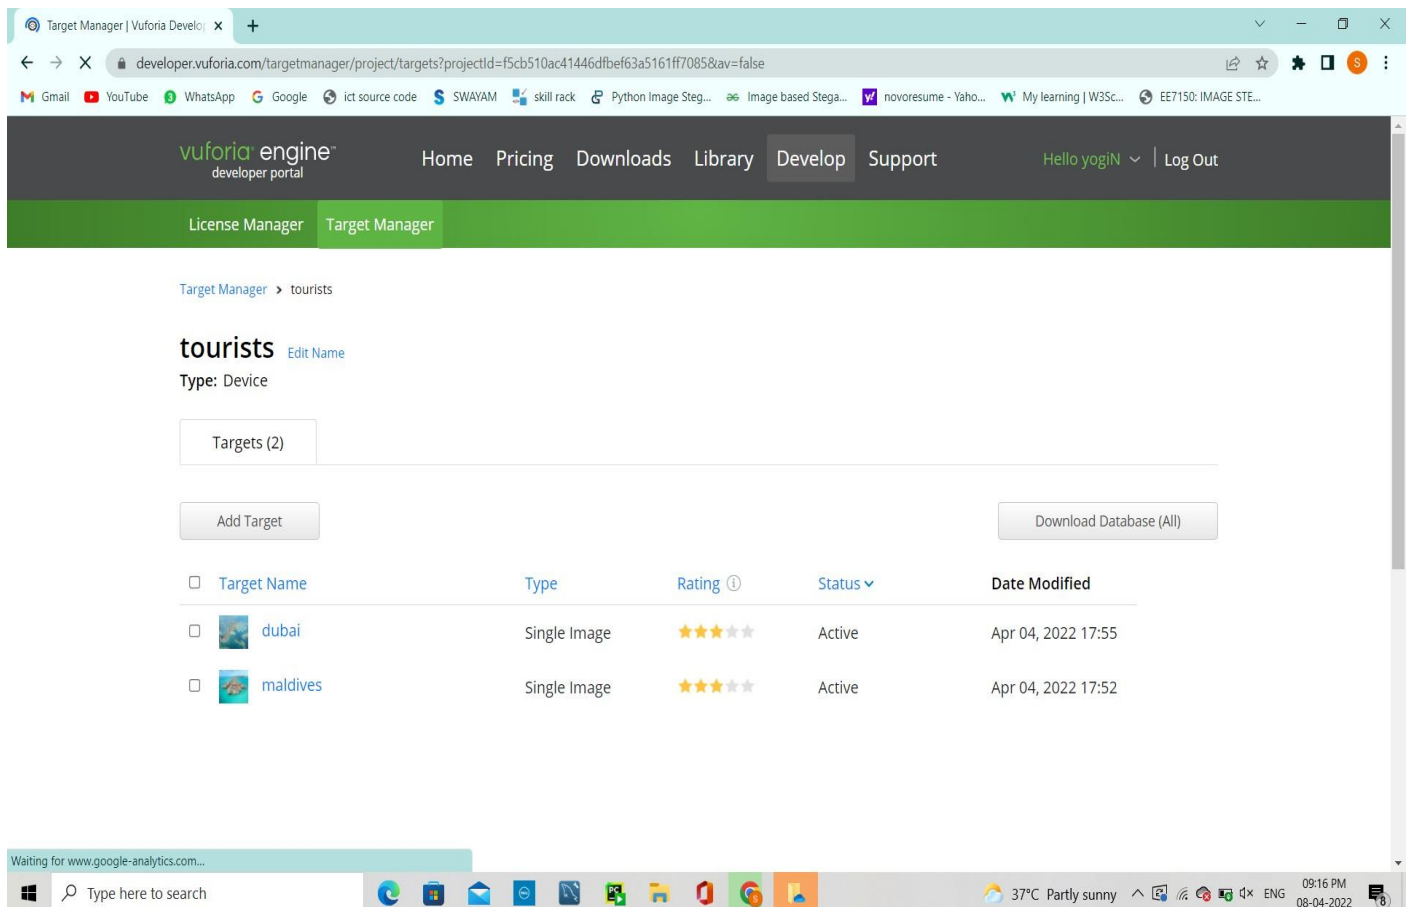 Target Manager | Vuforia Develop
developer.vuforia.com/targetmanager/project/targets?projectId=f5cb510ac41446dfbef63a5161ff7085&av=false
Gmail YouTube WhatsApp Google ict source code SWAYAM skill rack Python Image Steg... Image based Stega... novoresume - Yaho... My learning | W3Sc... EE7150: IMAGE STE...
vuforia engine™ Home Pricing Downloads Library Develop Support Hello yogiN Log Out
developer portal
License Manager Target Manager
Target Manager > tourists
tourists Edit Name
Type: Device
Targets (2)
Add Target Download Database (All)
Target Name Type Rating Status Date Modified
dubai Single Image Active Apr 04, 2022 17:55
maldives Single Image Active Apr 04, 2022 17:52
Waiting for www.google-analytics.com...
Type here to search 37°C Partly sunny ENG 09:16 PM
08-04-2022 8